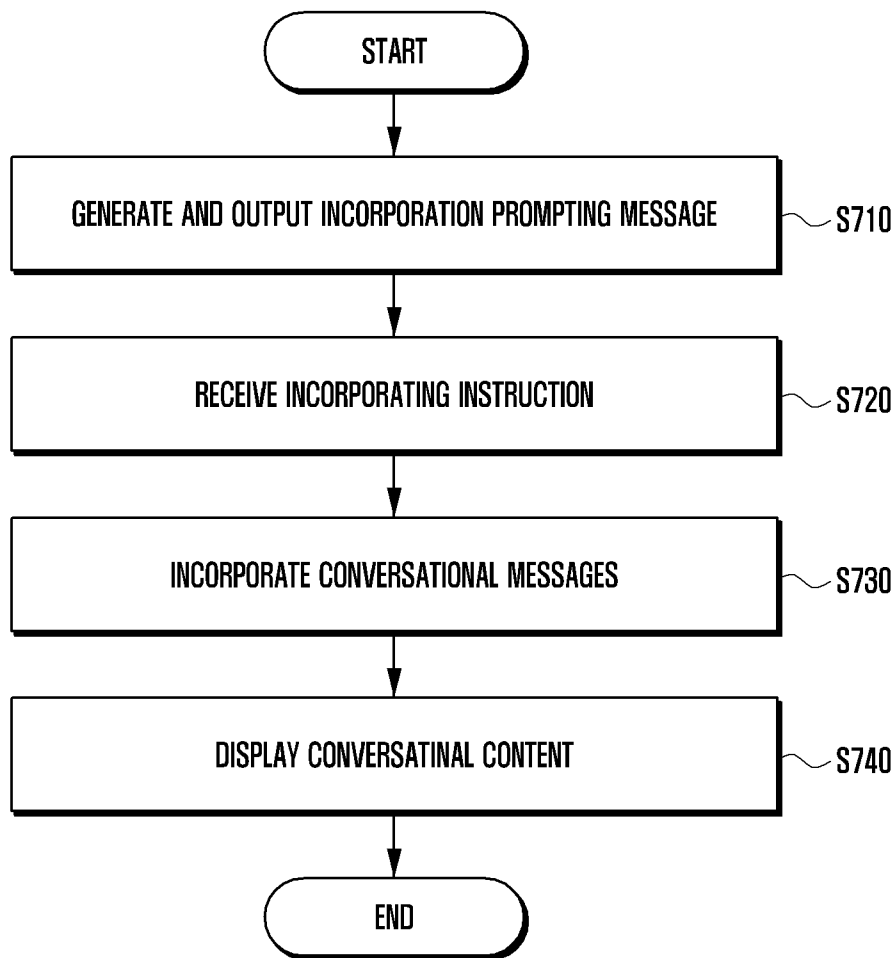 START
GENERATE AND OUTPUT INCORPORATION PROMPTING MESSAGE
S710
RECEIVE INCORPORATING INSTRUCTION
S720
INCORPORATE CONVERSATIONAL MESSAGES
S730
DISPLAY CONVERSATINAL CONTENT
S740
END